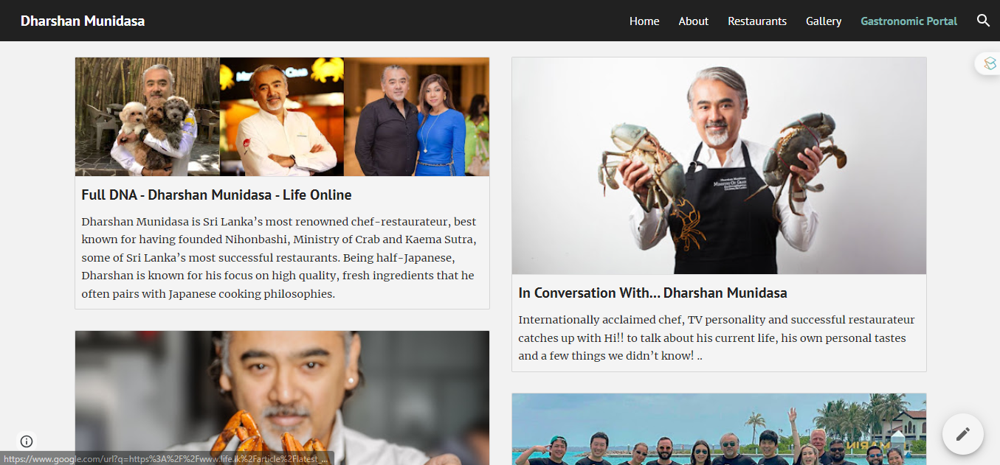 Dharshan Munidasa
Home
About
Restaurants
Gallery
Gastronomic Portal
Full DNA - Dharshan Munidasa - Life Online
Dharshan Munidasa is Sri Lanka’s most renowned chef-restaurateur, best
known for having founded Nihonbashi, Ministry of Crab and Kaema Sutra,
some of Sri Lanka’s most successful restaurants. Being half-Japanese,
Dharshan is known for his focus on high quality, fresh ingredients that he
often pairs with Japanese cooking philosophies.
Dharshan Munidasa
MINISTRY OF CRAB
In Conversation With... Dharshan Munidasa
Internationally acclaimed chef, TV personality and successful restaurateur
catches up with Hi!! to talk about his current life, his own personal tastes
and a few things we didn’t know! ..
https://www.google.com/url?q=https%3A%2F%2Fwww.life.lk%2Farticle%2Flatest_...